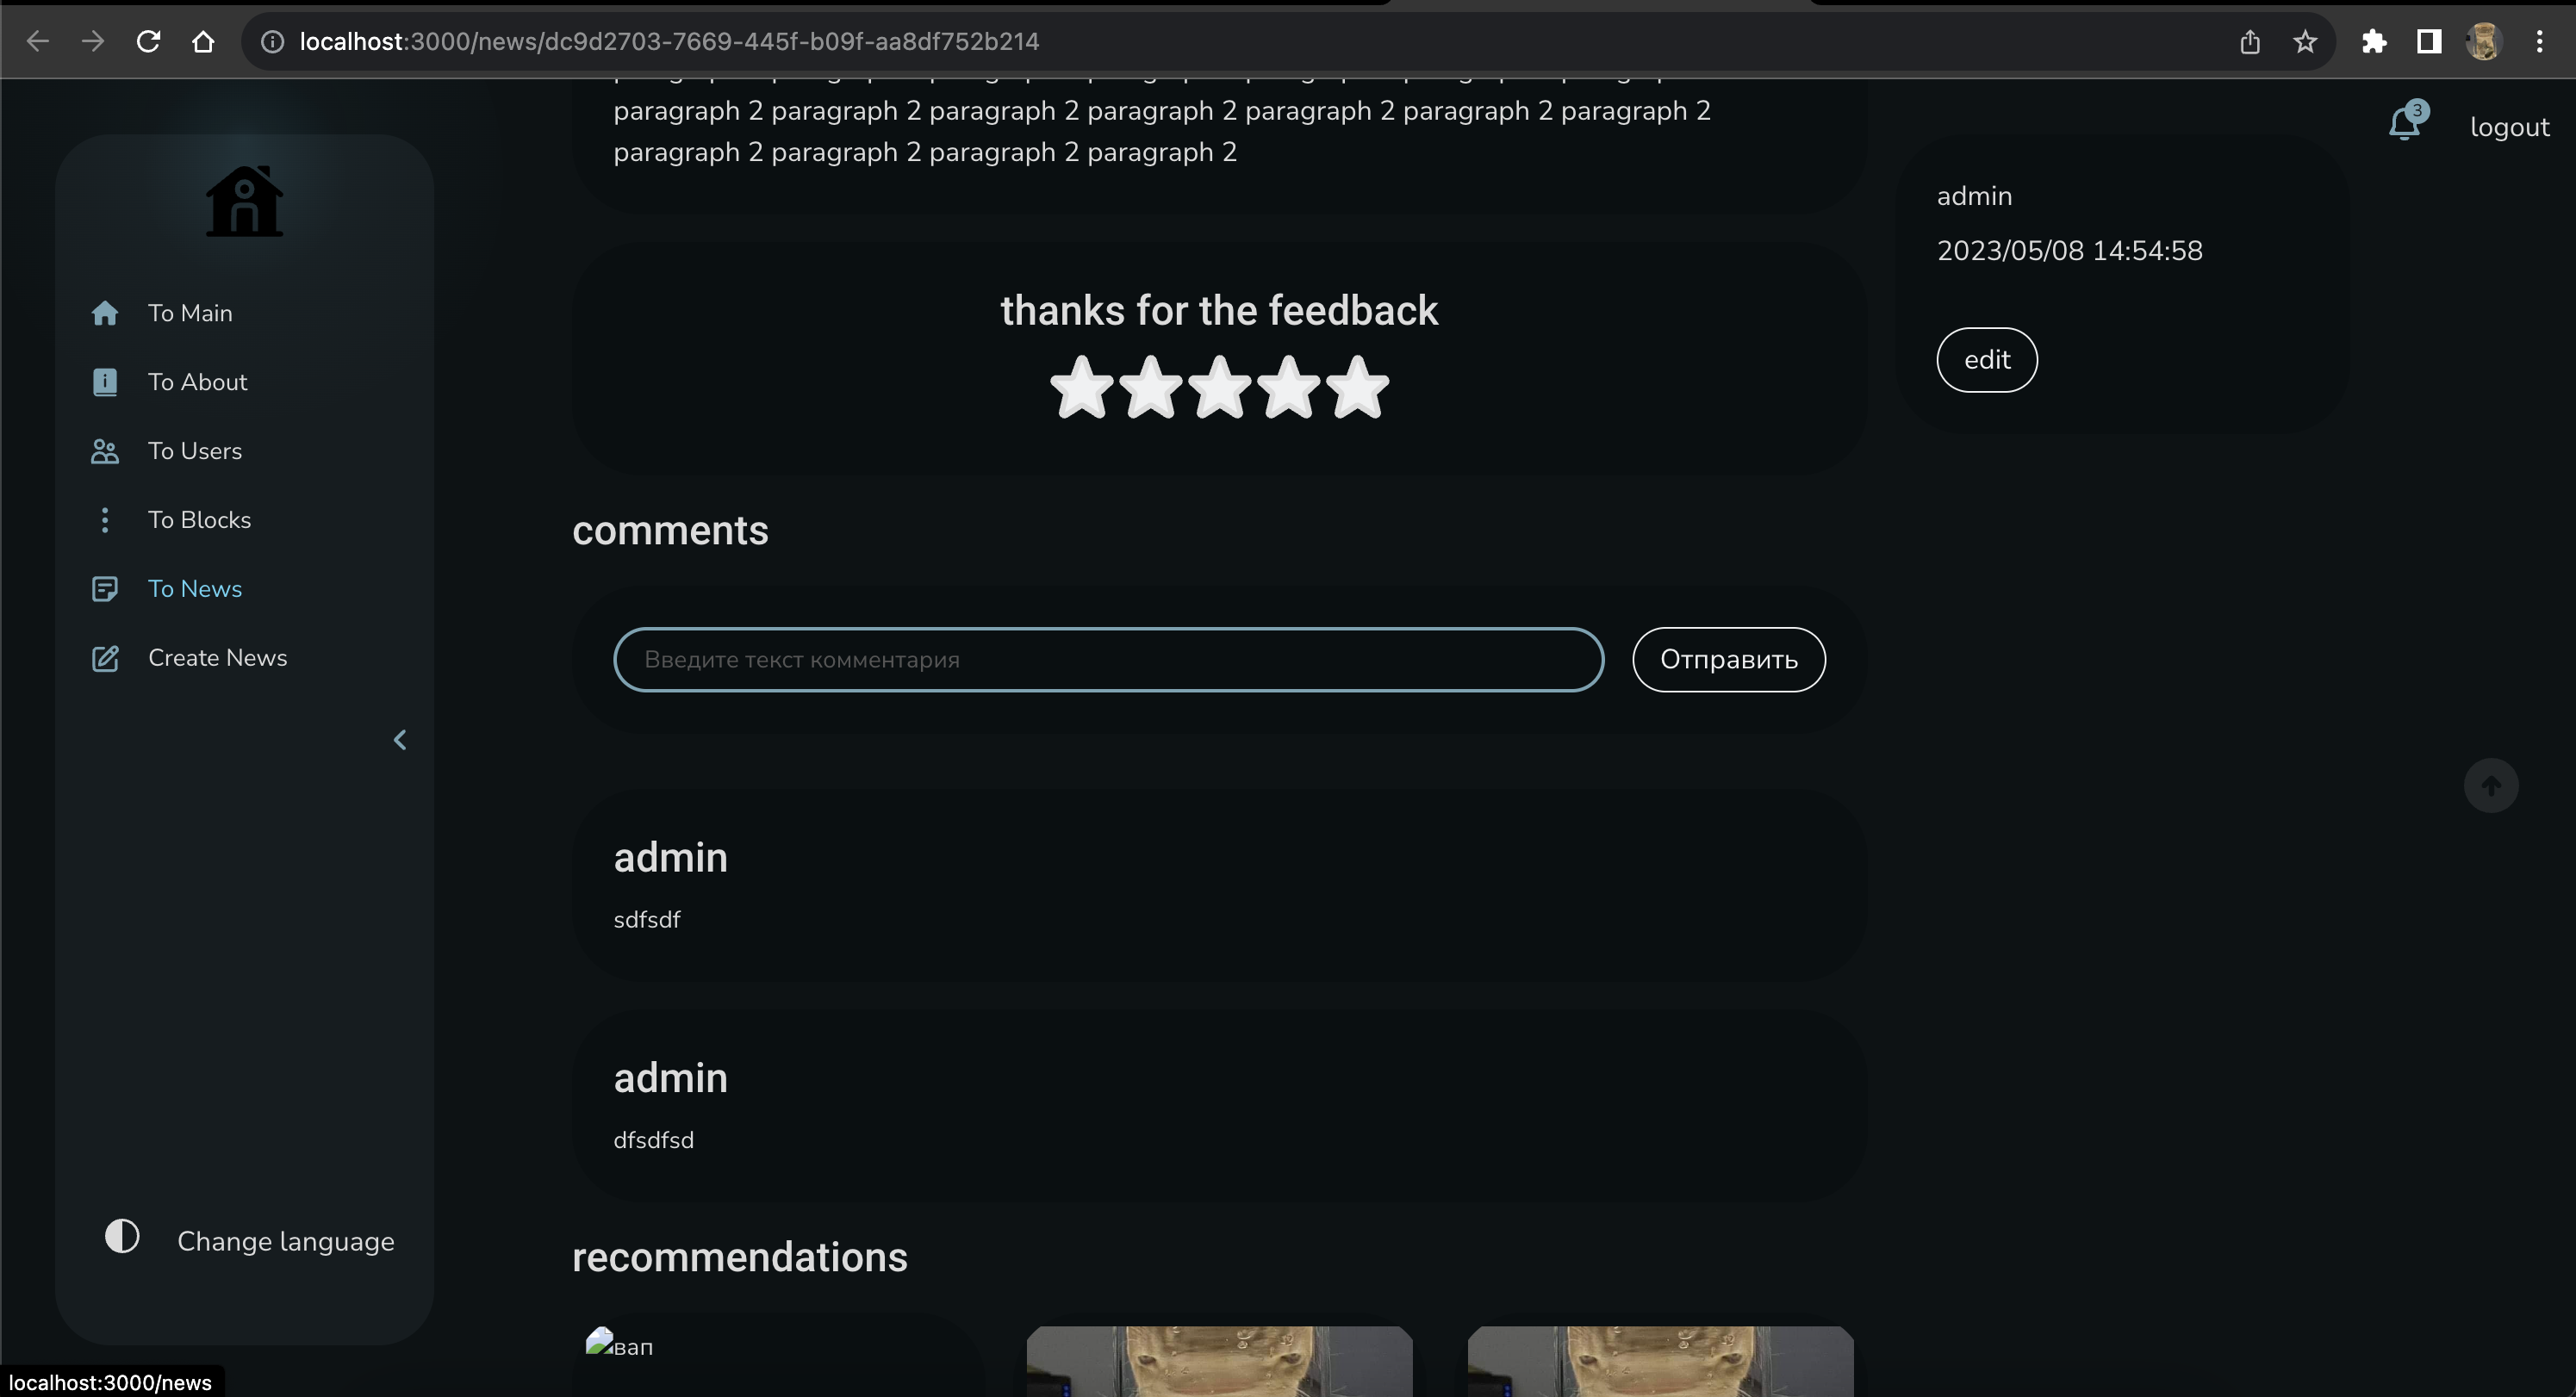 localhost:3000/news/dc9d2703-7669-445f-b09f-aa8df752b214
3
logout
To Main
To About
To Users
To Blocks
To News
Create News
Change language
paragraph 2 paragraph 2 paragraph 2 paragraph 2 paragraph 2 paragraph 2 paragraph 2
paragraph 2 paragraph 2 paragraph 2 paragraph 2
thanks for the feedback
comments
Введите текст комментария
Отправить
admin
sdfsdf
admin
dfsdfsd
recommendations
вап
admin
2023/05/08 14:54:58
edit
localhost:3000/news